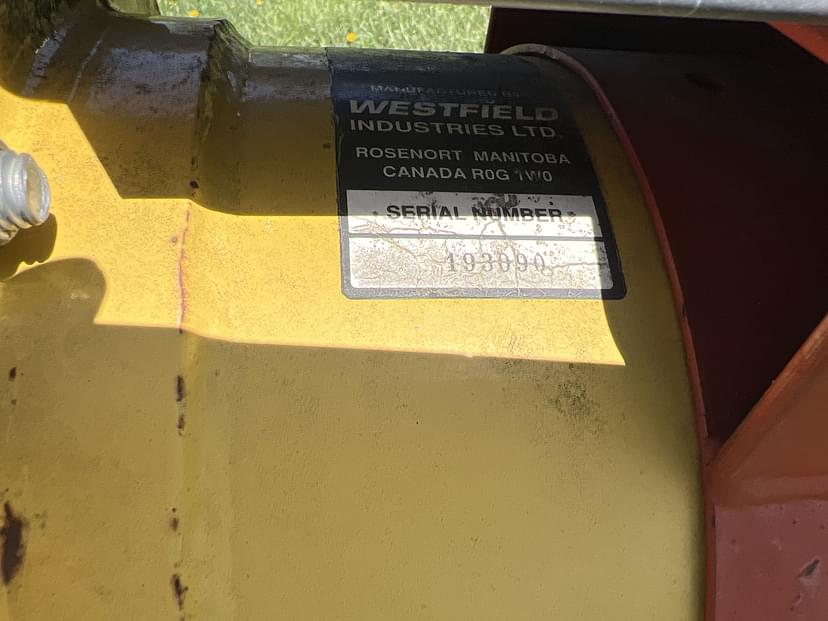 MANUFACTURED BY
WESTFIELD
INDUSTRIES LTD.
ROSENORT MANITOBA
CANADA R0G 1W0
SERIAL NUMBER
193090